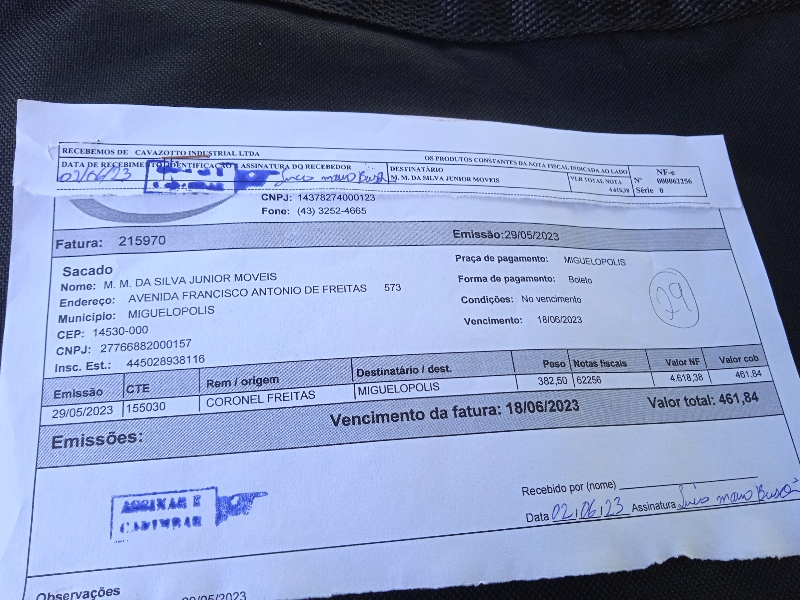 RECEBEMOS DE CAVAZOTTO INDUSTRIAL LTDA OS PRODUTOS CONSTANTES DA NOTA FISCAL INDICADA AO LADO
DATA DE RECEBIMENTO IDENTIFICAÇÃO E ASSINATURA DO RECEBEDOR DESTINATÁRIO VLR TOTAL NOTA NF-e
02/06/23 M. M. DA SILVA JUNIOR MOVEIS 4.618,38 Nº 000062256
Série 0
CNPJ: 14378274000123
Fone: (43) 3252-4665
Fatura: 215970 Emissão:29/05/2023
Sacado
Nome: M. M. DA SILVA JUNIOR MOVEIS
Endereço: AVENIDA FRANCISCO ANTONIO DE FREITAS 573
Município: MIGUELOPOLIS
CEP: 14530-000
CNPJ: 27766882000157
Insc. Est.: 445028938116
Praça de pagamento: MIGUELOPOLIS
Forma de pagamento: Boleto
Condições: No vencimento
Vencimento: 18/06/2023
29
Emissão CTE Rem / origem Destinatário / dest. Peso Notas fiscais Valor NF Valor cob
29/05/2023 155030 CORONEL FREITAS MIGUELOPOLIS 382,50 62256 4.618,38 461,84
Emissões: Vencimento da fatura: 18/06/2023 Valor total: 461,84
ASSINAR E
CARIMBAR
Recebido por (nome)
Data 02,06,23 Assinatura
Observações